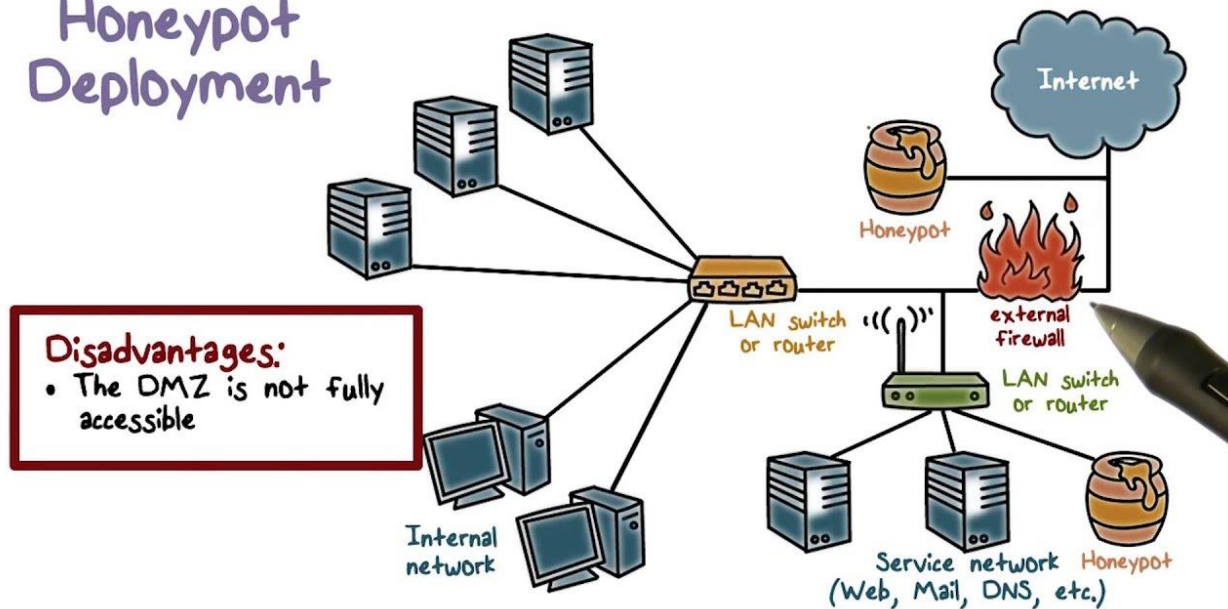 Honeypot
Deployment
Internet
Honeypot
external
firewall
LAN switch
or router
LAN switch
or router
Disadvantages:
• The DMZ is not fully
accessible
Internal
network
Service network
(Web, Mail, DNS, etc.)
Honeypot